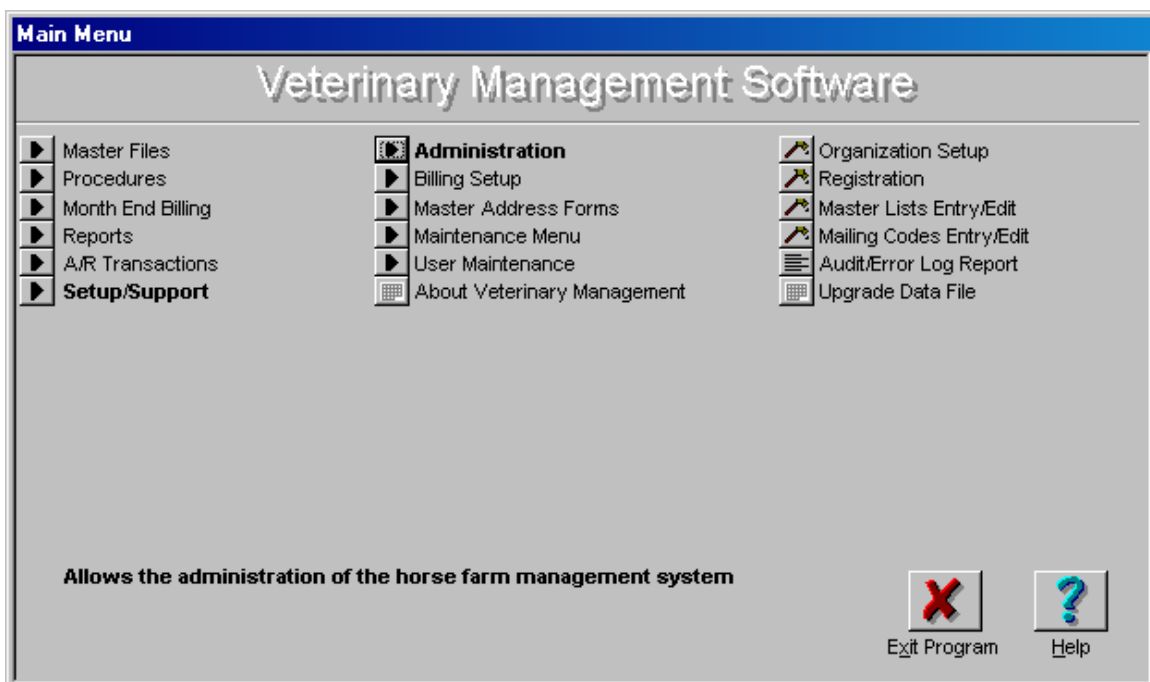 Main Menu
Veterinary Management Software
Master Files
Procedures
Month End Billing
Reports
A/R Transactions
Setup/Support
Administration
Billing Setup
Master Address Forms
Maintenance Menu
User Maintenance
About Veterinary Management
Organization Setup
Registration
Master Lists Entry/Edit
Mailing Codes Entry/Edit
Audit/Error Log Report
Upgrade Data File
Allows the administration of the horse farm management system
Exit Program
Help